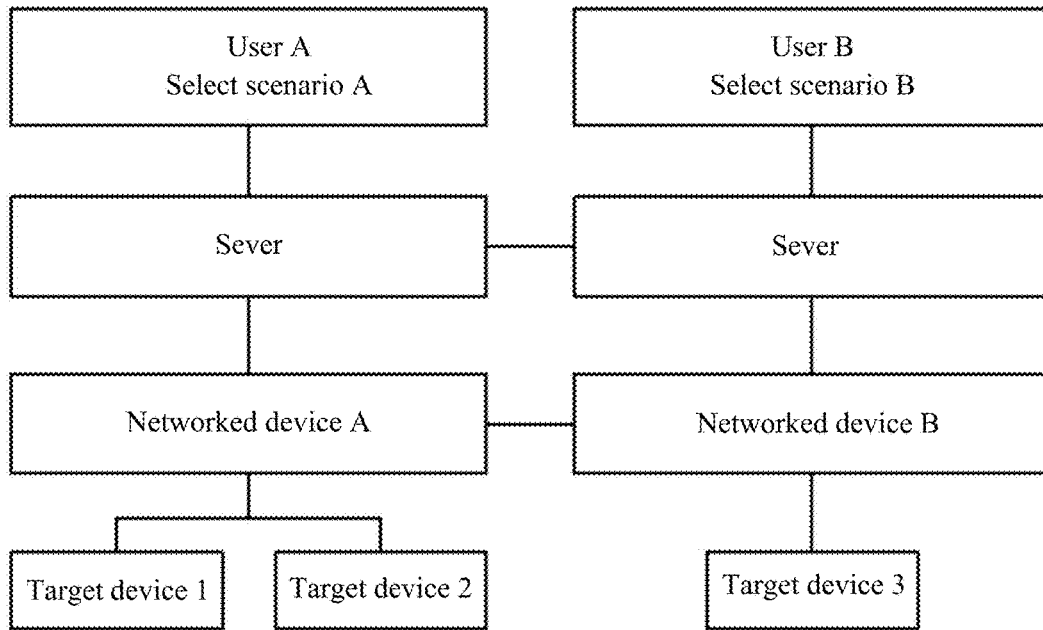 User A
Select scenario A
User B
Select scenario B
Sever
Sever
Networked device A
Networked device B
Target device 1
Target device 2
Target device 3